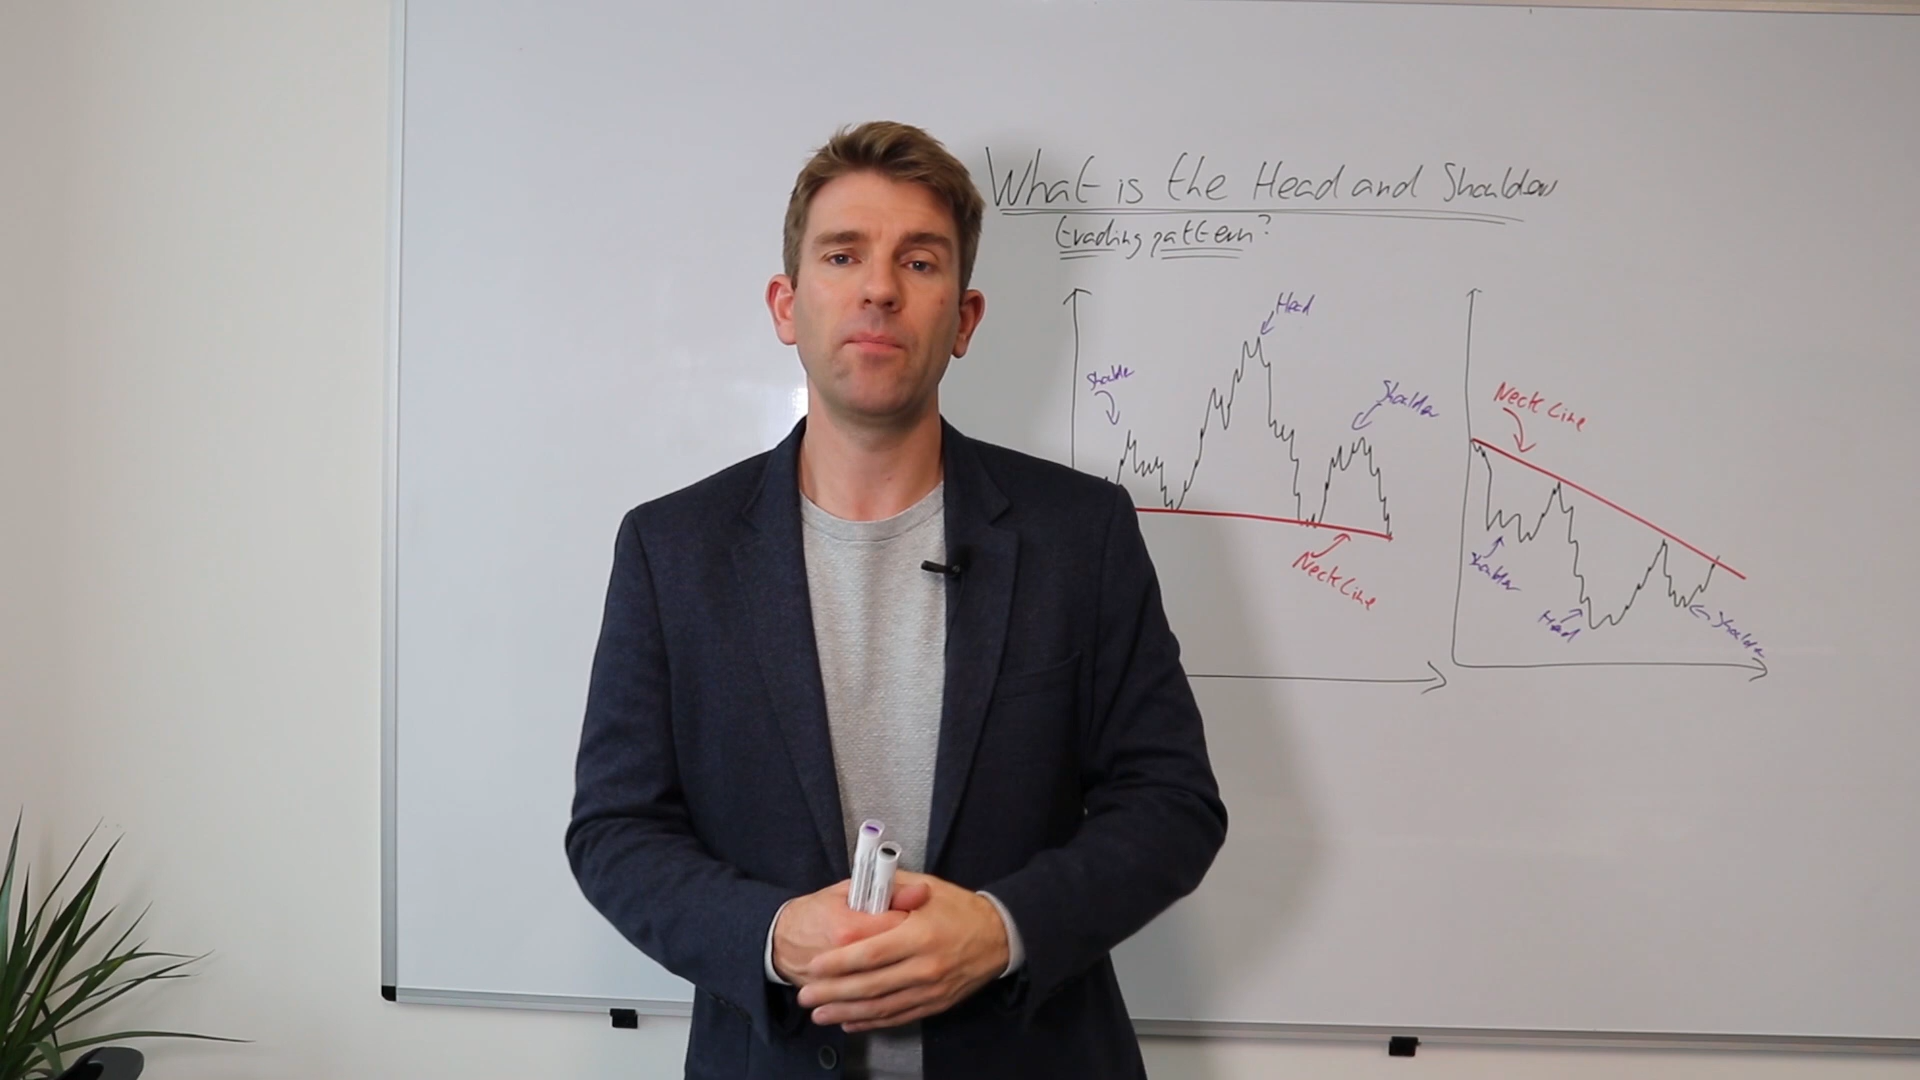 What is the Head and Shoulder
trading pattern?
Head
Shoulder
Shoulder
Neck Line
Neck Line
Shoulder
Head
Shoulder